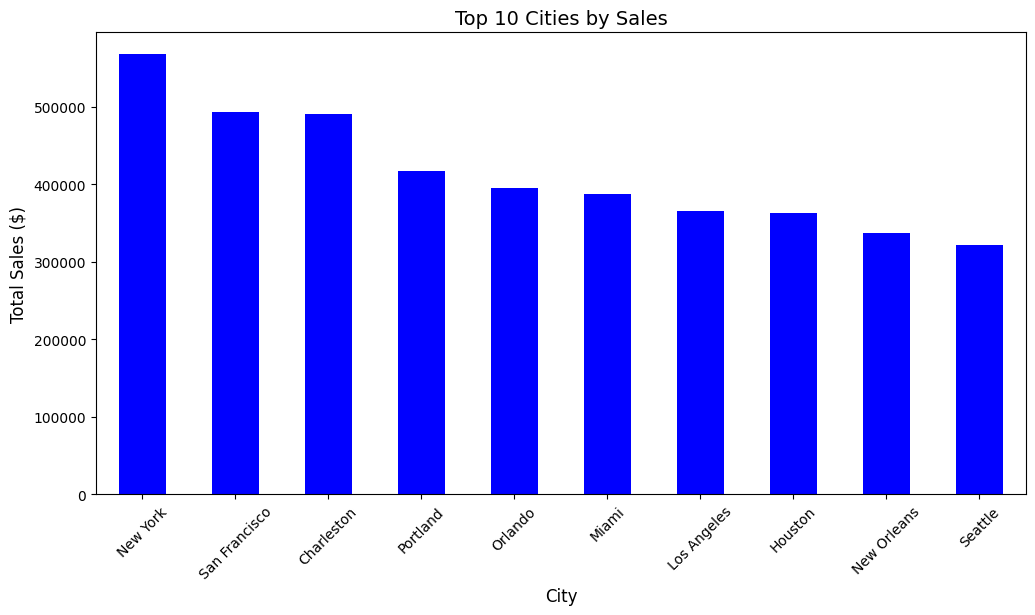 Top 10 Cities by Sales
Total Sales ($)
500000
400000
300000
200000
100000
0
New York
San Francisco
Charleston
Portland
Orlando
Miami
Los Angeles
Houston
New Orleans
Seattle
City